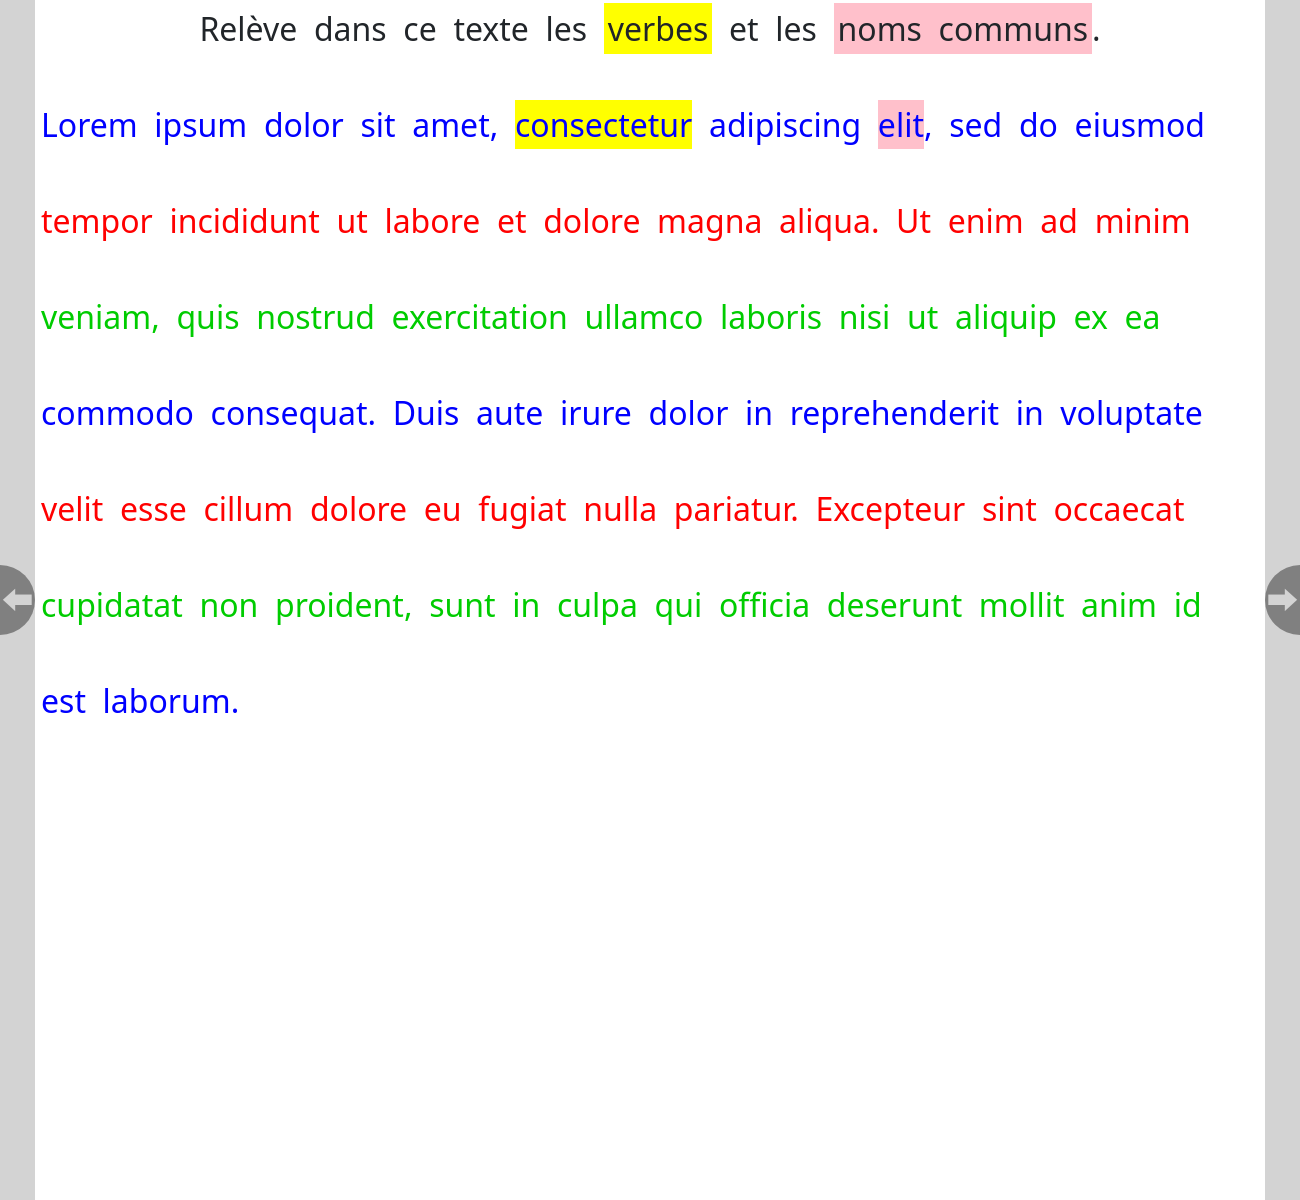 Relève dans ce texte les verbes et les noms communs.
Lorem ipsum dolor sit amet, consectetur adipiscing elit, sed do eiusmod
tempor incididunt ut labore et dolore magna aliqua. Ut enim ad minim
veniam, quis nostrud exercitation ullamco laboris nisi ut aliquip ex ea
commodo consequat. Duis aute irure dolor in reprehenderit in voluptate
velit esse cillum dolore eu fugiat nulla pariatur. Excepteur sint occaecat
cupidatat non proident, sunt in culpa qui officia deserunt mollit anim id
est laborum.